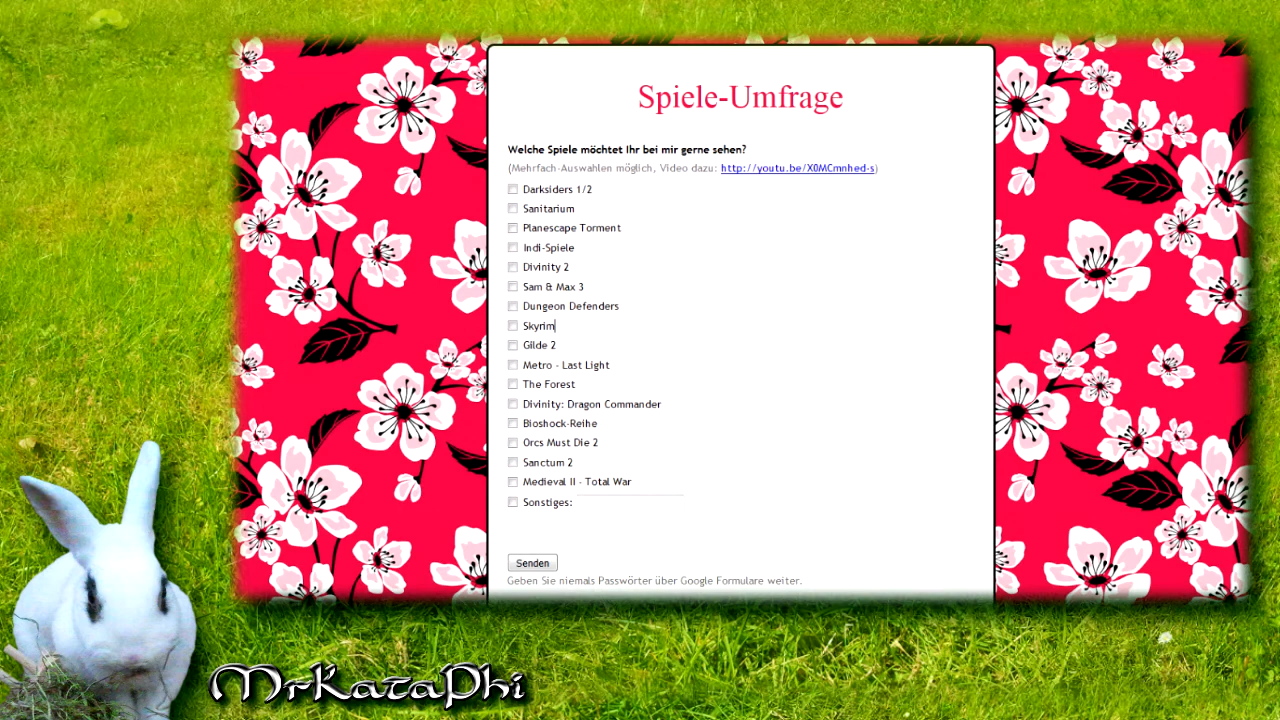 Spiele-Umfrage
Welche Spiele möchtet Ihr bei mir gerne sehen?
(Mehrfach-Auswahlen möglich, Video dazu: http://youtu.be/X0MCmnhed-s)
Darksiders 1/2
Sanitarium
Planescape Torment
Indi-Spiele
Divinity 2
Sam & Max 3
Dungeon Defenders
Skyrim
Gilde 2
Metro - Last Light
The Forest
Divinity: Dragon Commander
Bioshock-Reihe
Orcs Must Die 2
Sanctum 2
Medieval II - Total War
Sonstiges:
Senden
Geben Sie niemals Passwörter über Google Formulare weiter.
MrKataPhi